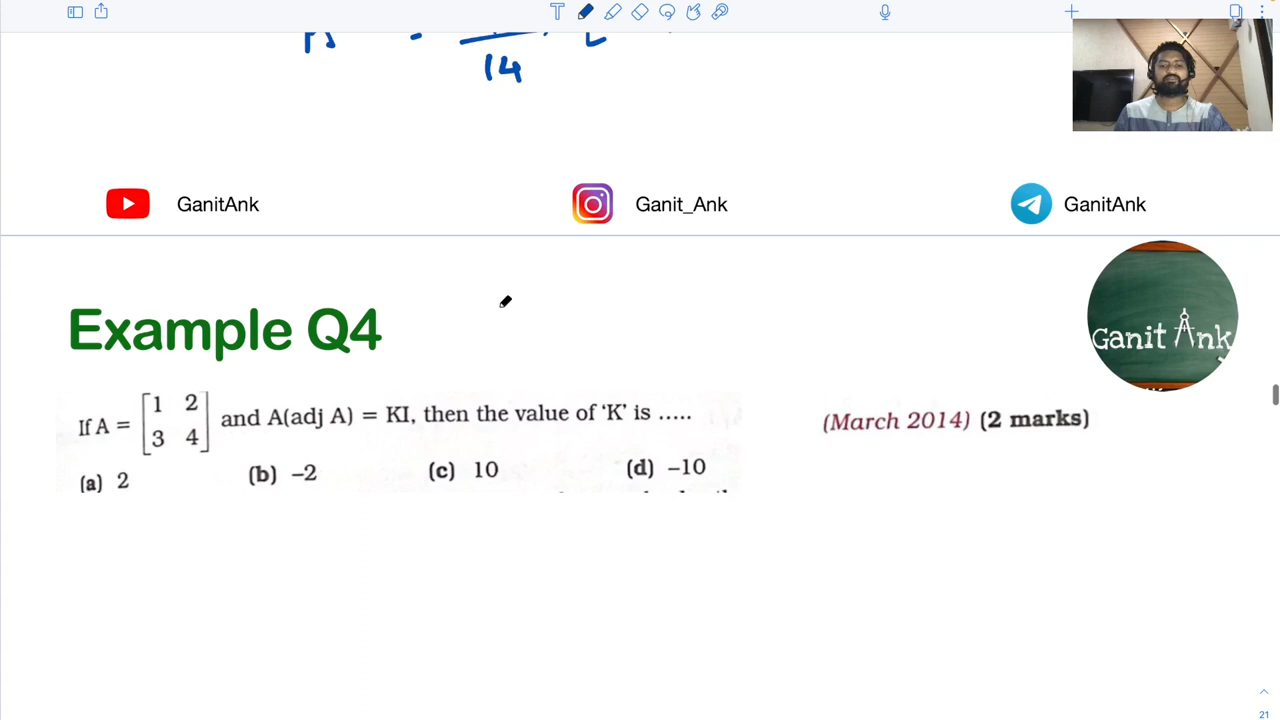 14
GanitAnk
Ganit_Ank
GanitAnk
Example Q4
Ganit Ank
If A = [1 2
3 4] and A(adj A) = KI, then the value of ‘K’ is .....
(March 2014) (2 marks)
(a) 2 (b) –2 (c) 10 (d) –10
21